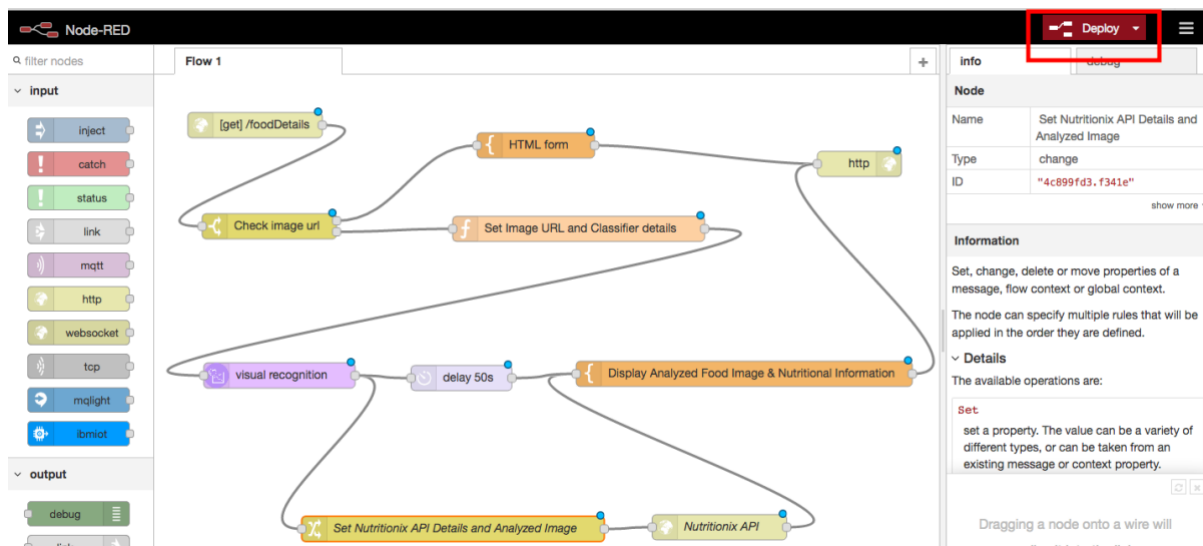 Node-RED
Deploy
filter nodes
Flow 1
+
info
debug
input
inject
catch
status
link
mqtt
http
websocket
tcp
mqlight
ibmiot
output
debug
[get] /foodDetails
HTML form
http
Check image url
Set Image URL and Classifier details
visual recognition
delay 50s
Display Analyzed Food Image & Nutritional Information
Set Nutritionix API Details and Analyzed Image
Nutritionix API
Node
Name
Set Nutritionix API Details and
Analyzed Image
Type
change
ID
"4c899fd3.f341e"
show more
Information
Set, change, delete or move properties of a
message, flow context or global context.
The node can specify multiple rules that will be
applied in the order they are defined.
Details
The available operations are:
Set
set a property. The value can be a variety of
different types, or can be taken from an
existing message or context property.
Dragging a node onto a wire will